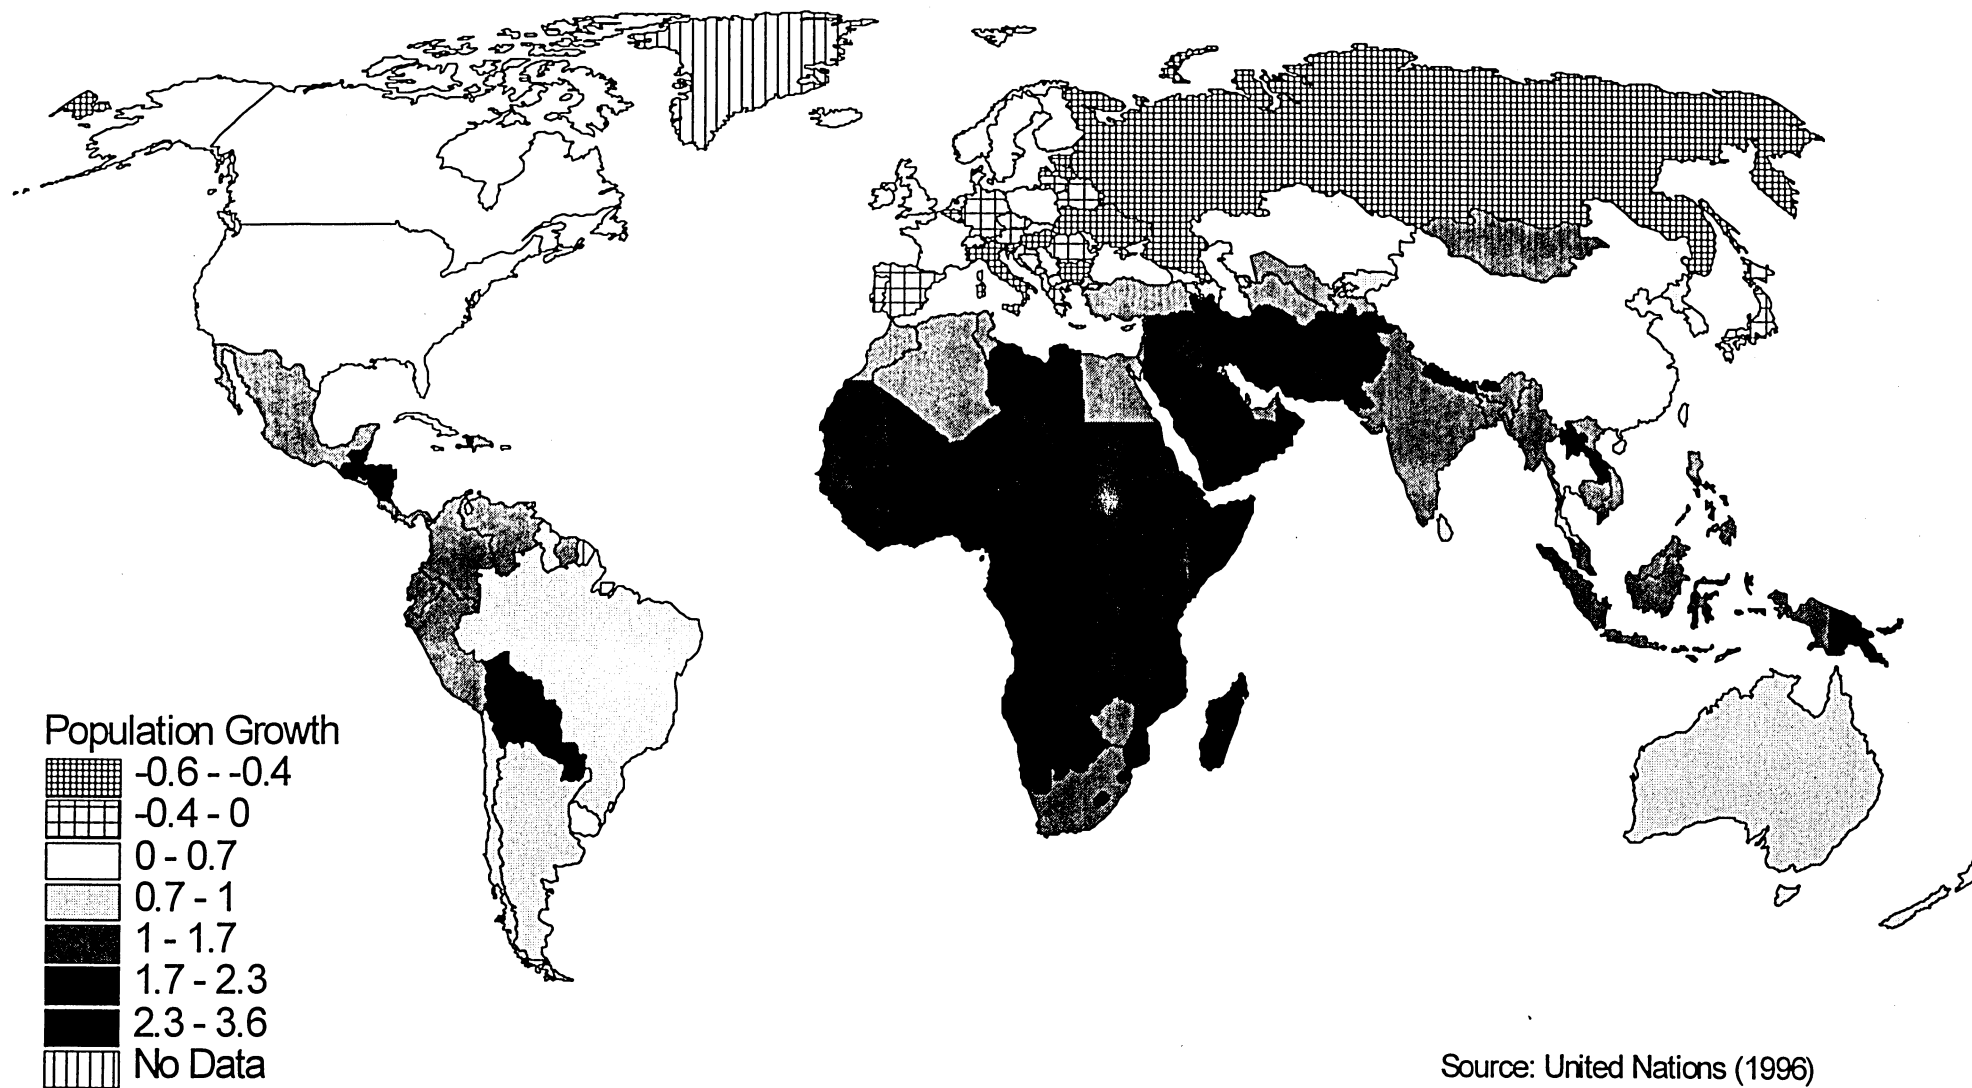 Population Growth
-0.6 - -0.4
-0.4 - 0
0 - 0.7
0.7 - 1
1 - 1.7
1.7 - 2.3
2.3 - 3.6
No Data
Source: United Nations (1996)